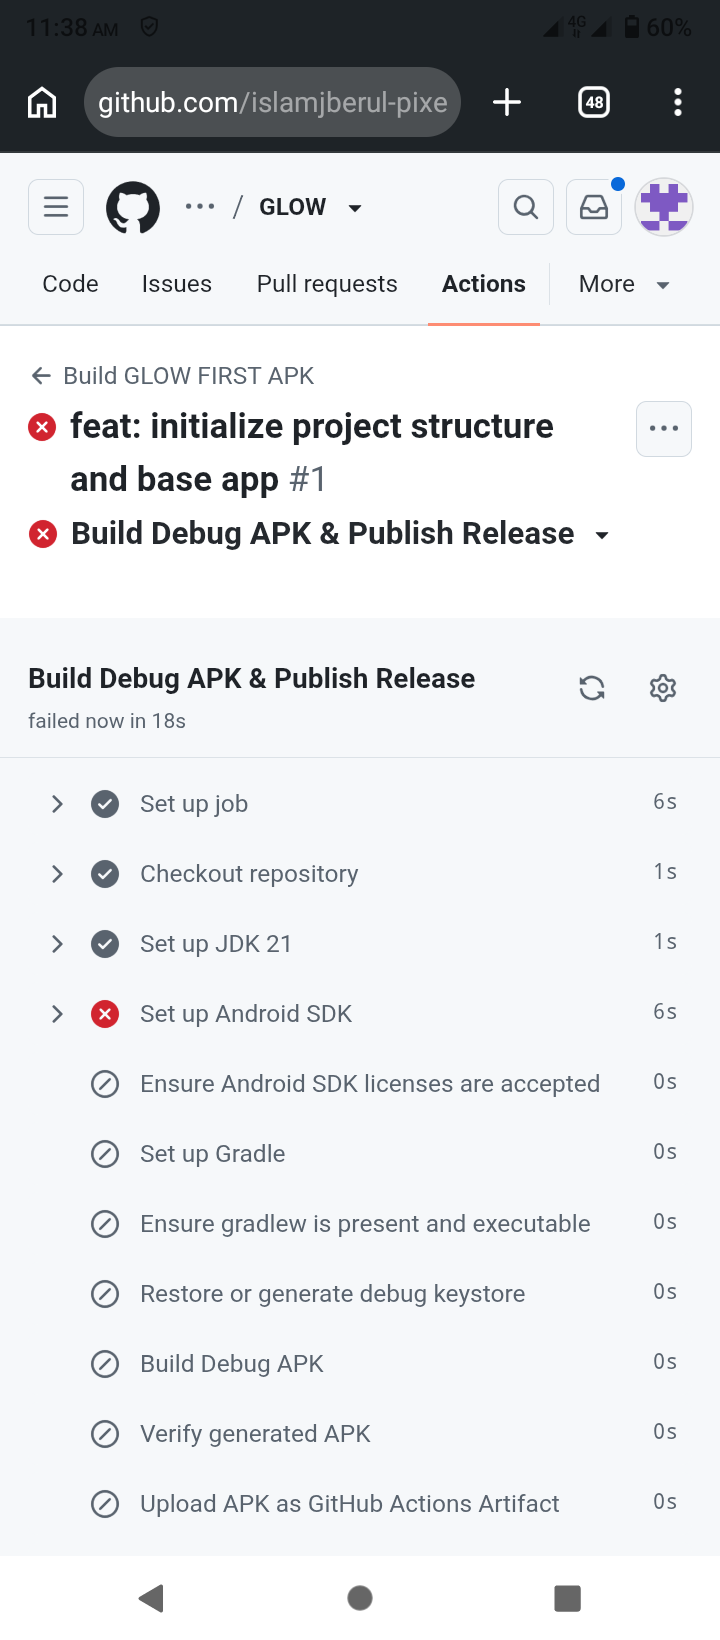 11:38 AM
4G
60%
github.com/islamjberul-pixe
48
... / GLOW
Code Issues Pull requests Actions More
Build GLOW FIRST APK
feat: initialize project structure
and base app #1
Build Debug APK & Publish Release
Build Debug APK & Publish Release
failed now in 18s
Set up job 6s
Checkout repository 1s
Set up JDK 21 1s
Set up Android SDK 6s
Ensure Android SDK licenses are accepted 0s
Set up Gradle 0s
Ensure gradlew is present and executable 0s
Restore or generate debug keystore 0s
Build Debug APK 0s
Verify generated APK 0s
Upload APK as GitHub Actions Artifact 0s